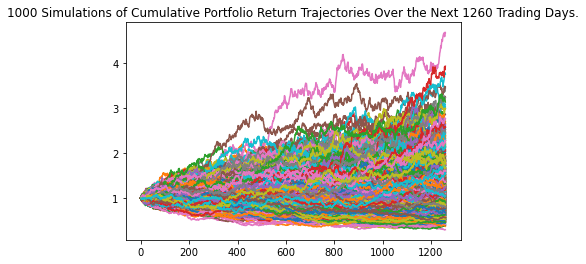 1000 Simulations of Cumulative Portfolio Return Trajectories Over the Next 1260 Trading Days.
4
3
2
1
0 200 400 600 800 1000 1200